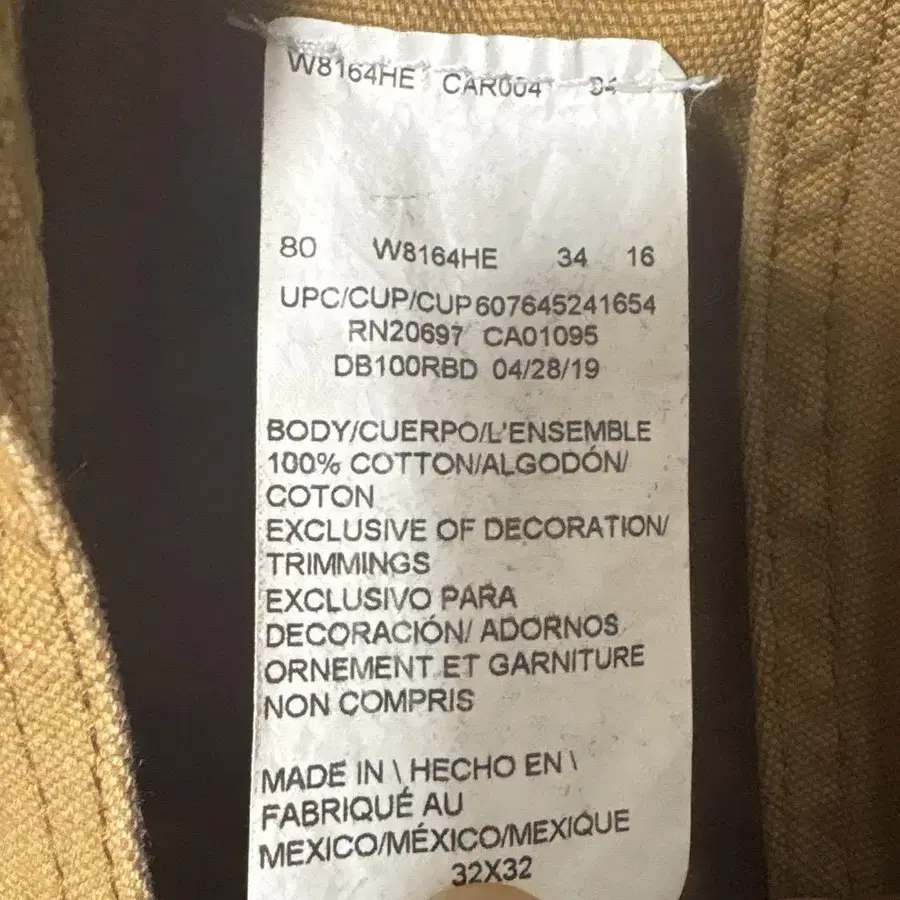 W8164HE CAR004 34
80 W8164HE 34 16
UPC/CUP/CUP 607645241654
RN20697 CA01095
DB100RBD 04/28/19
BODY/CUERPO/L'ENSEMBLE
100% COTTON/ALGODÓN/
COTON
EXCLUSIVE OF DECORATION/
TRIMMINGS
EXCLUSIVO PARA
DECORACIÓN/ ADORNOS
ORNEMENT ET GARNITURE
NON COMPRIS
MADE IN \ HECHO EN \
FABRIQUÉ AU
MEXICO/MÉXICO/MEXIQUE
32X32